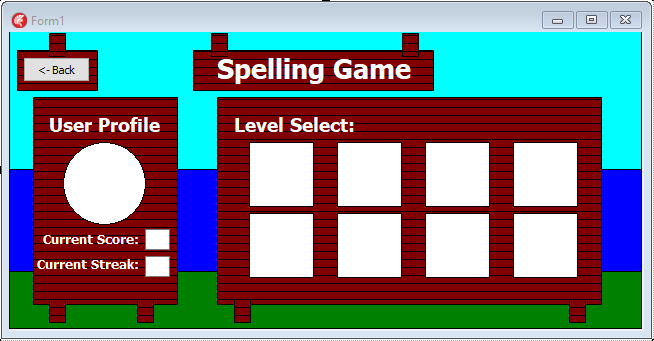 Form1
<- Back
Spelling Game
User Profile
Level Select:
Current Score:
Current Streak: